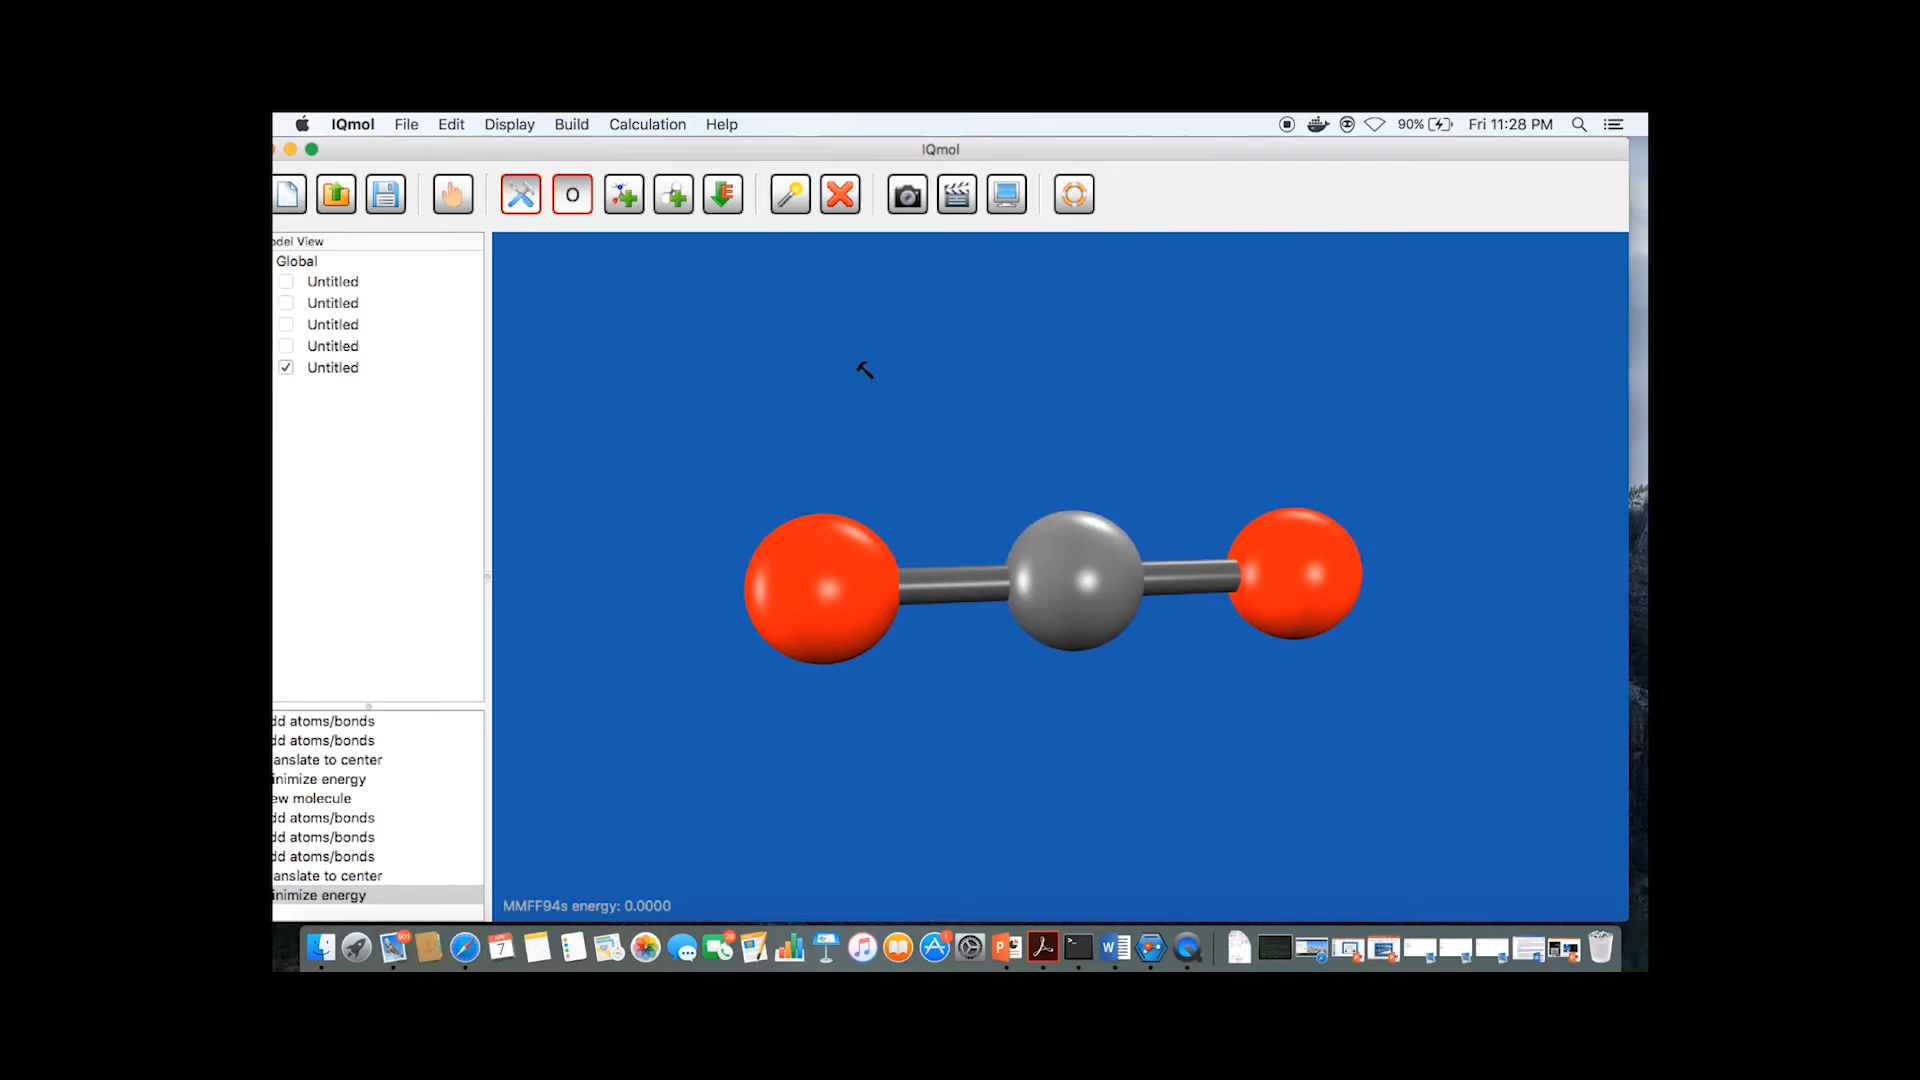 IQmol File Edit Display Build Calculation Help 90% Fri 11:28 PM
IQmol
O
odel View
Global
Untitled
Untitled
Untitled
Untitled
Untitled
dd atoms/bonds
dd atoms/bonds
anslate to center
inimize energy
ew molecule
dd atoms/bonds
dd atoms/bonds
dd atoms/bonds
anslate to center
inimize energy
MMFF94s energy: 0.0000